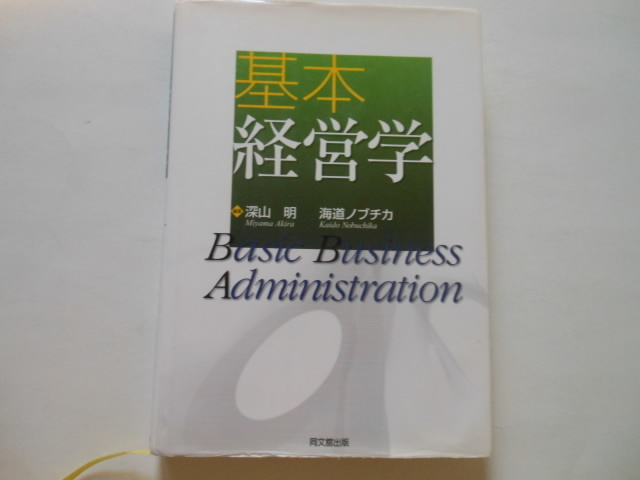 基本
経営学
深山 明 海道ノブチカ
Miyama Akira Kaido Nobuchika
Basic Business
Administration
同文舘出版